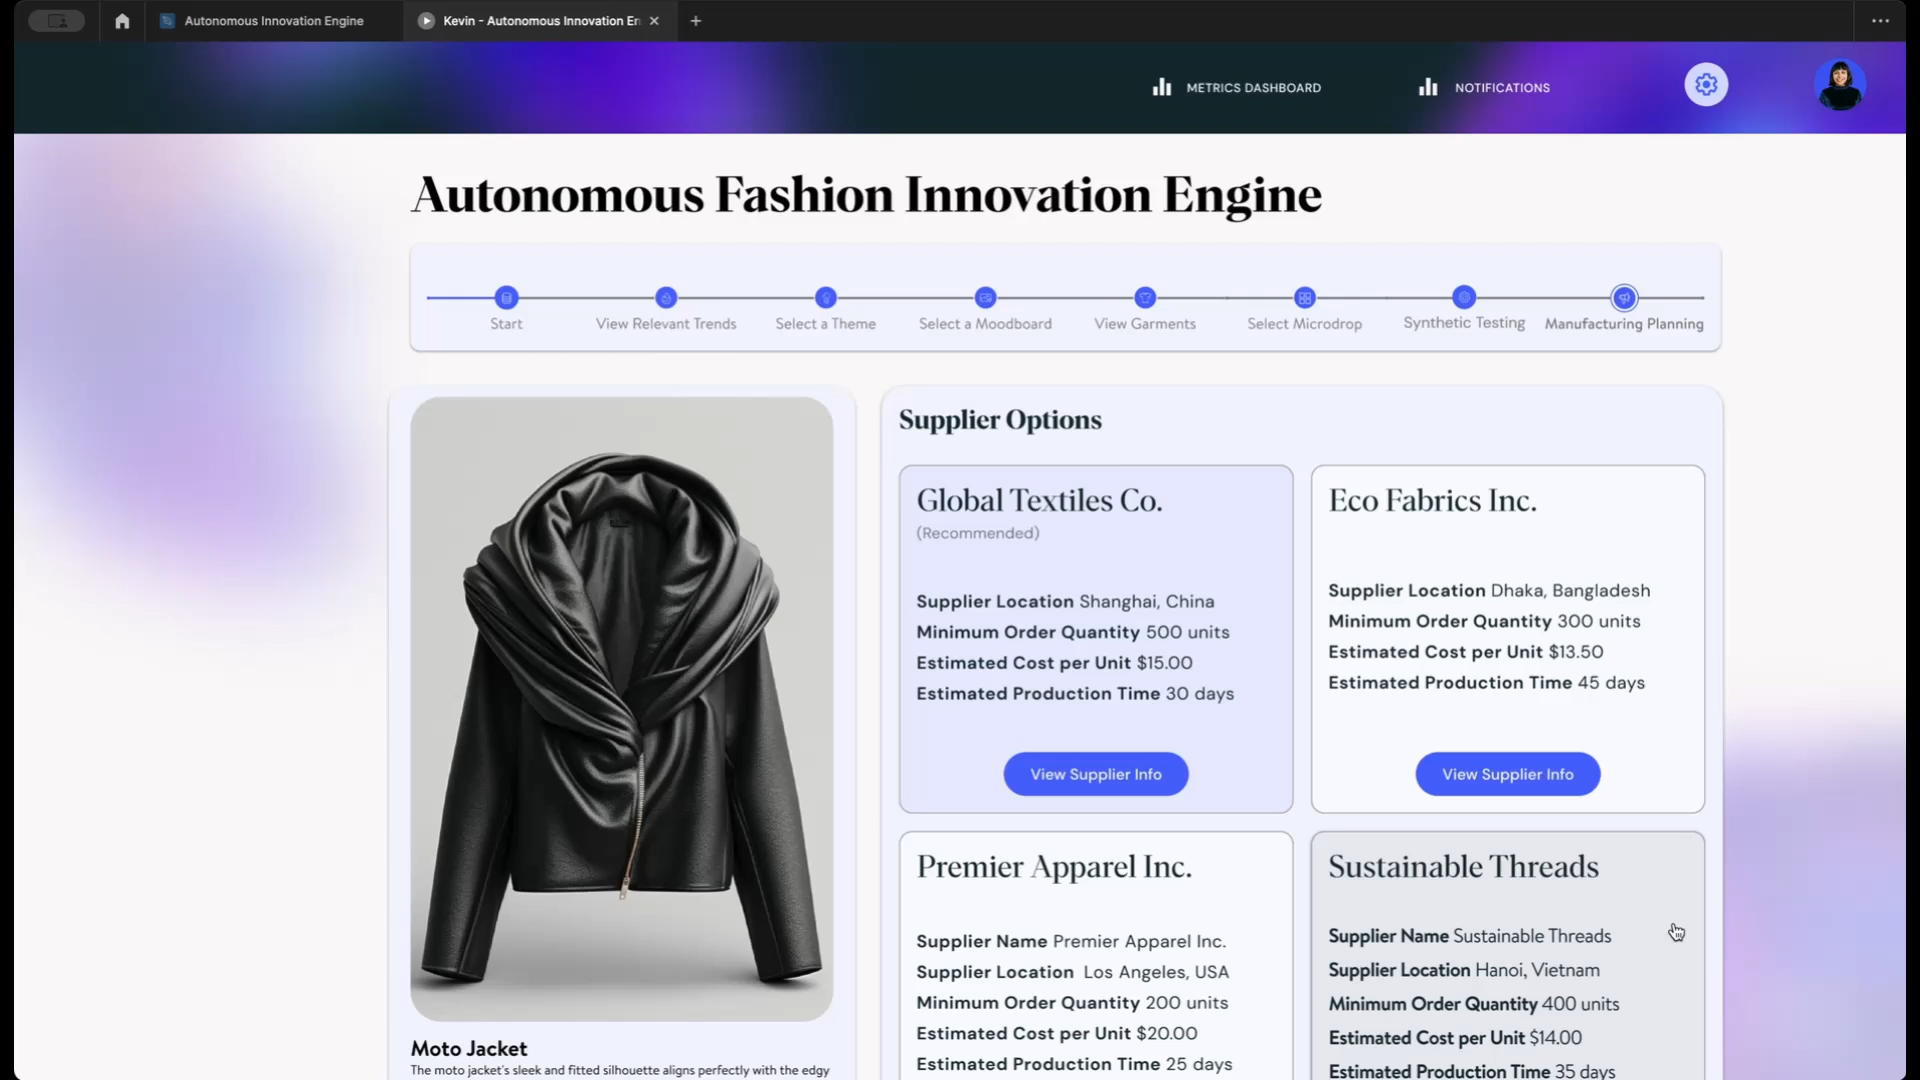 Autonomous Innovation Engine
Kevin - Autonomous Innovation En
METRICS DASHBOARD
NOTIFICATIONS
Autonomous Fashion Innovation Engine
Start
View Relevant Trends
Select a Theme
Select a Moodboard
View Garments
Select Microdrop
Synthetic Testing
Manufacturing Planning
Moto Jacket
The moto jacket's sleek and fitted silhouette aligns perfectly with the edgy
Supplier Options
Global Textiles Co.
(Recommended)
Supplier Location Shanghai, China
Minimum Order Quantity 500 units
Estimated Cost per Unit $15.00
Estimated Production Time 30 days
View Supplier Info
Eco Fabrics Inc.
Supplier Location Dhaka, Bangladesh
Minimum Order Quantity 300 units
Estimated Cost per Unit $13.50
Estimated Production Time 45 days
View Supplier Info
Premier Apparel Inc.
Supplier Name Premier Apparel Inc.
Supplier Location Los Angeles, USA
Minimum Order Quantity 200 units
Estimated Cost per Unit $20.00
Estimated Production Time 25 days
Sustainable Threads
Supplier Name Sustainable Threads
Supplier Location Hanoi, Vietnam
Minimum Order Quantity 400 units
Estimated Cost per Unit $14.00
Estimated Production Time 35 days